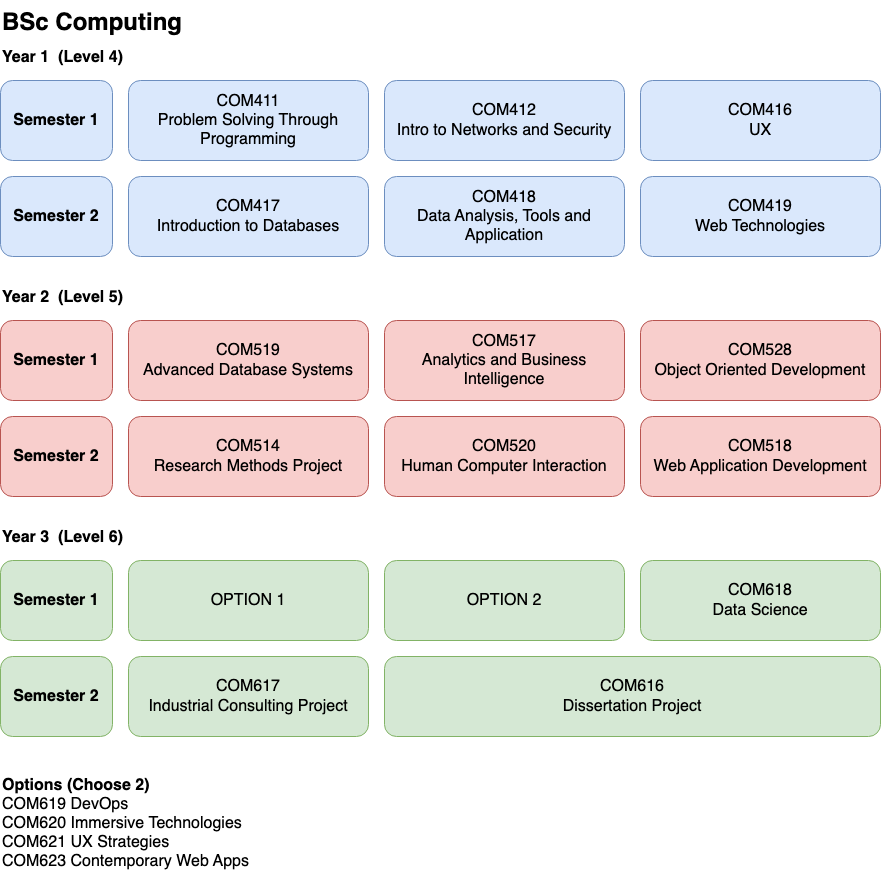 BSc Computing
Year 1 (Level 4)
Semester 1
COM411
Problem Solving Through
Programming
COM412
Intro to Networks and Security
COM416
UX
Semester 2
COM417
Introduction to Databases
COM418
Data Analysis, Tools and
Application
COM419
Web Technologies
Year 2 (Level 5)
Semester 1
COM519
Advanced Database Systems
COM517
Analytics and Business
Intelligence
COM528
Object Oriented Development
Semester 2
COM514
Research Methods Project
COM520
Human Computer Interaction
COM518
Web Application Development
Year 3 (Level 6)
Semester 1
OPTION 1
OPTION 2
COM618
Data Science
Semester 2
COM617
Industrial Consulting Project
COM616
Dissertation Project
Options (Choose 2)
COM619 DevOps
COM620 Immersive Technologies
COM621 UX Strategies
COM623 Contemporary Web Apps